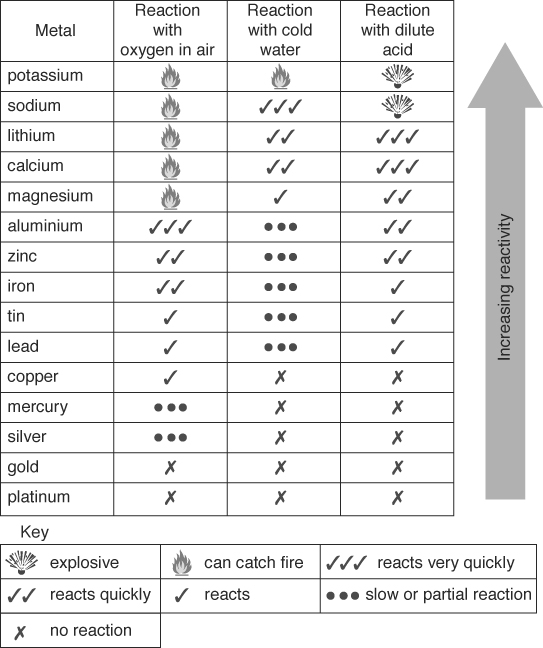 Metal
Reaction
with
oxygen in air
Reaction
with cold
water
Reaction
with dilute
acid
potassium
sodium
✓✓✓
lithium ✓✓ ✓✓✓
calcium ✓✓ ✓✓✓
magnesium ✓ ✓✓
aluminium ✓✓✓ ●●● ✓✓
zinc ✓✓ ●●● ✓✓
iron ✓✓ ●●● ✓
tin ✓ ●●● ✓
lead ✓ ●●● ✓
copper ✓ ✗ ✗
mercury ●●● ✗ ✗
silver ●●● ✗ ✗
gold ✗ ✗ ✗
platinum ✗ ✗ ✗
Increasing reactivity
Key
explosive
can catch fire
✓✓✓ reacts very quickly
✓✓ reacts quickly
✓ reacts
●●● slow or partial reaction
✗ no reaction